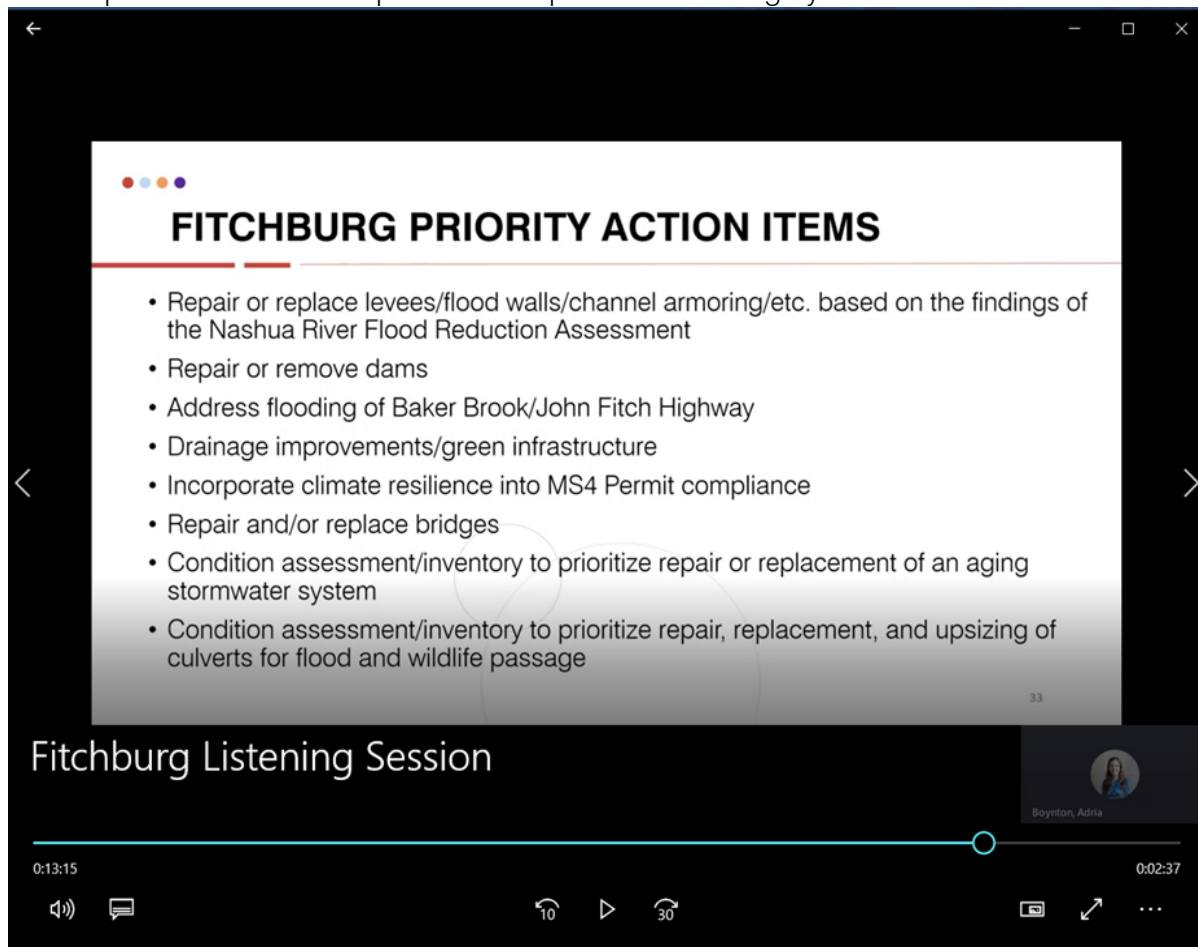 FITCHBURG PRIORITY ACTION ITEMS
• Repair or replace levees/flood walls/channel armoring/etc. based on the findings of
the Nashua River Flood Reduction Assessment
• Repair or remove dams
• Address flooding of Baker Brook/John Fitch Highway
• Drainage improvements/green infrastructure
• Incorporate climate resilience into MS4 Permit compliance
• Repair and/or replace bridges
• Condition assessment/inventory to prioritize repair or replacement of an aging
stormwater system
• Condition assessment/inventory to prioritize repair, replacement, and upsizing of
culverts for flood and wildlife passage
33
Fitchburg Listening Session
Boynton, Adria
0:13:15
0:02:37
10
30